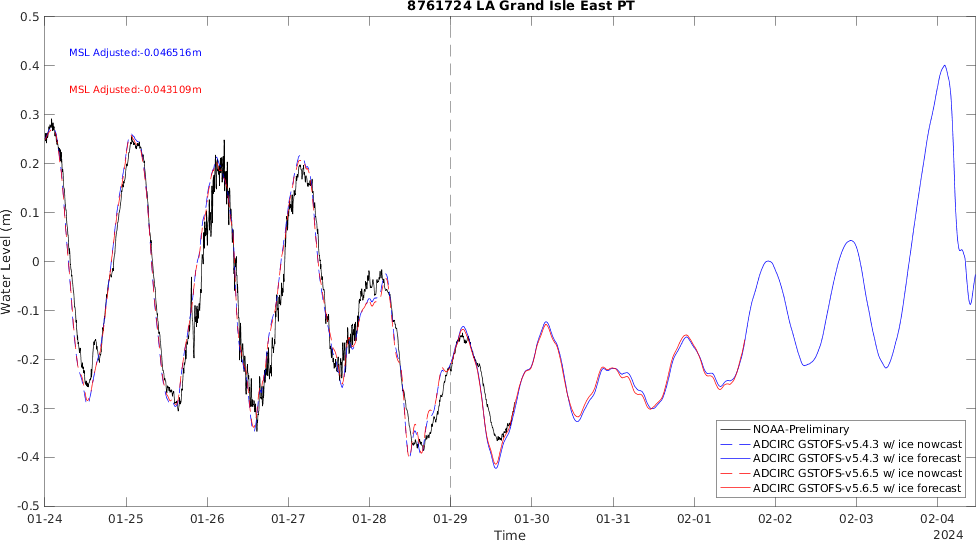 8761724 LA Grand Isle East PT
MSL Adjusted:-0.046516m
MSL Adjusted:-0.043109m
Water Level (m)
0.5
0.4
0.3
0.2
0.1
0
-0.1
-0.2
-0.3
-0.4
-0.5
NOAA-Preliminary
ADCIRC GSTOFS-v5.4.3 w/ ice nowcast
ADCIRC GSTOFS-v5.4.3 w/ ice forecast
ADCIRC GSTOFS-v5.6.5 w/ ice nowcast
ADCIRC GSTOFS-v5.6.5 w/ ice forecast
01-24 01-25 01-26 01-27 01-28 01-29 01-30 01-31 02-01 02-02 02-03 02-04
Time 2024